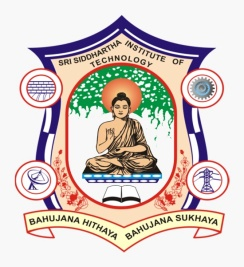 SRI SIDDHARTHA INSTITUTE OF
TECHNOLOGY
BAHUJANA HITHAYA BAHUJANA SUKHAYA